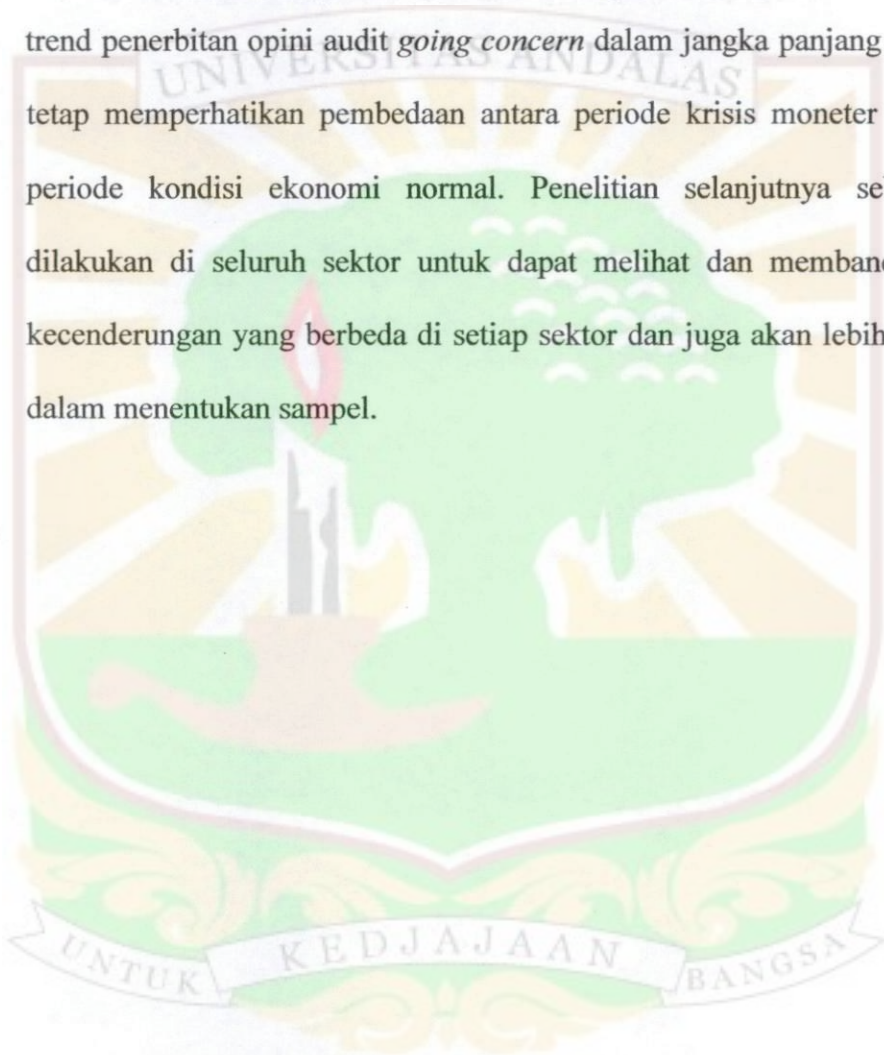 trend penerbitan opini audit going concern dalam jangka panjang
UNIVERSITAS ANDALAS
tetap memperhatikan pembedaan antara periode krisis moneter
periode kondisi ekonomi normal. Penelitian selanjutnya
dilakukan di seluruh sektor untuk dapat melihat dan
kecenderungan yang berbeda di setiap sektor dan juga akan lebih
dalam menentukan sampel.
UNTUK KEDJAJAAN BANGSA